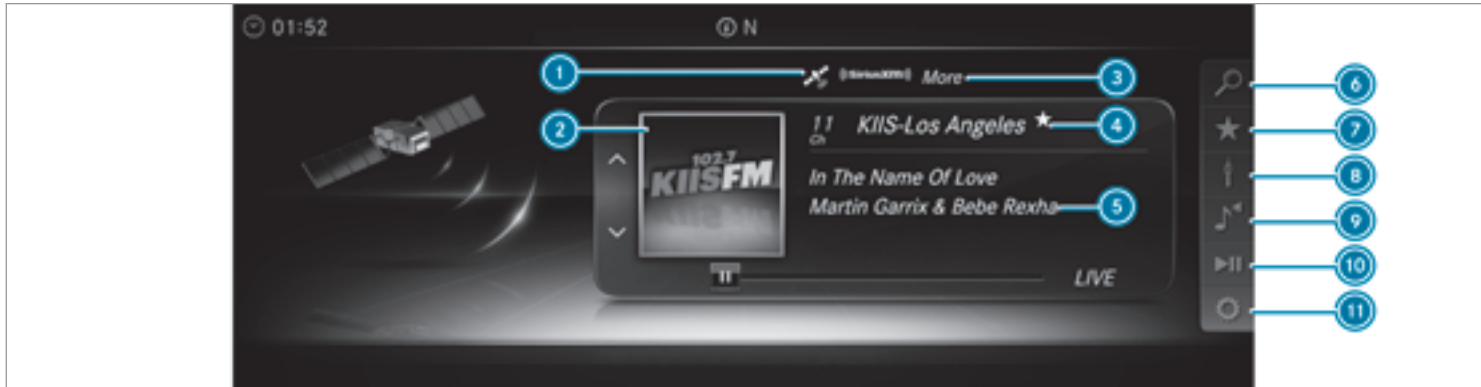 01:52
N
1
((SiriusXM)) More
3
6
2
11 KIIS-Los Angeles
Ch
4
7
102.7
KIISFM
In The Name Of Love
8
Martin Garrix & Bebe Rexha
5
9
10
LIVE
11